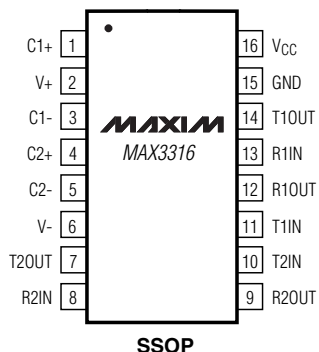 C1+ 1 16 VCC
V+ 2 15 GND
C1- 3 MAXIM 14 T1OUT
C2+ 4 MAX3316 13 R1IN
C2- 5 12 R1OUT
V- 6 11 T1IN
T2OUT 7 10 T2IN
R2IN 8 9 R2OUT
SSOP